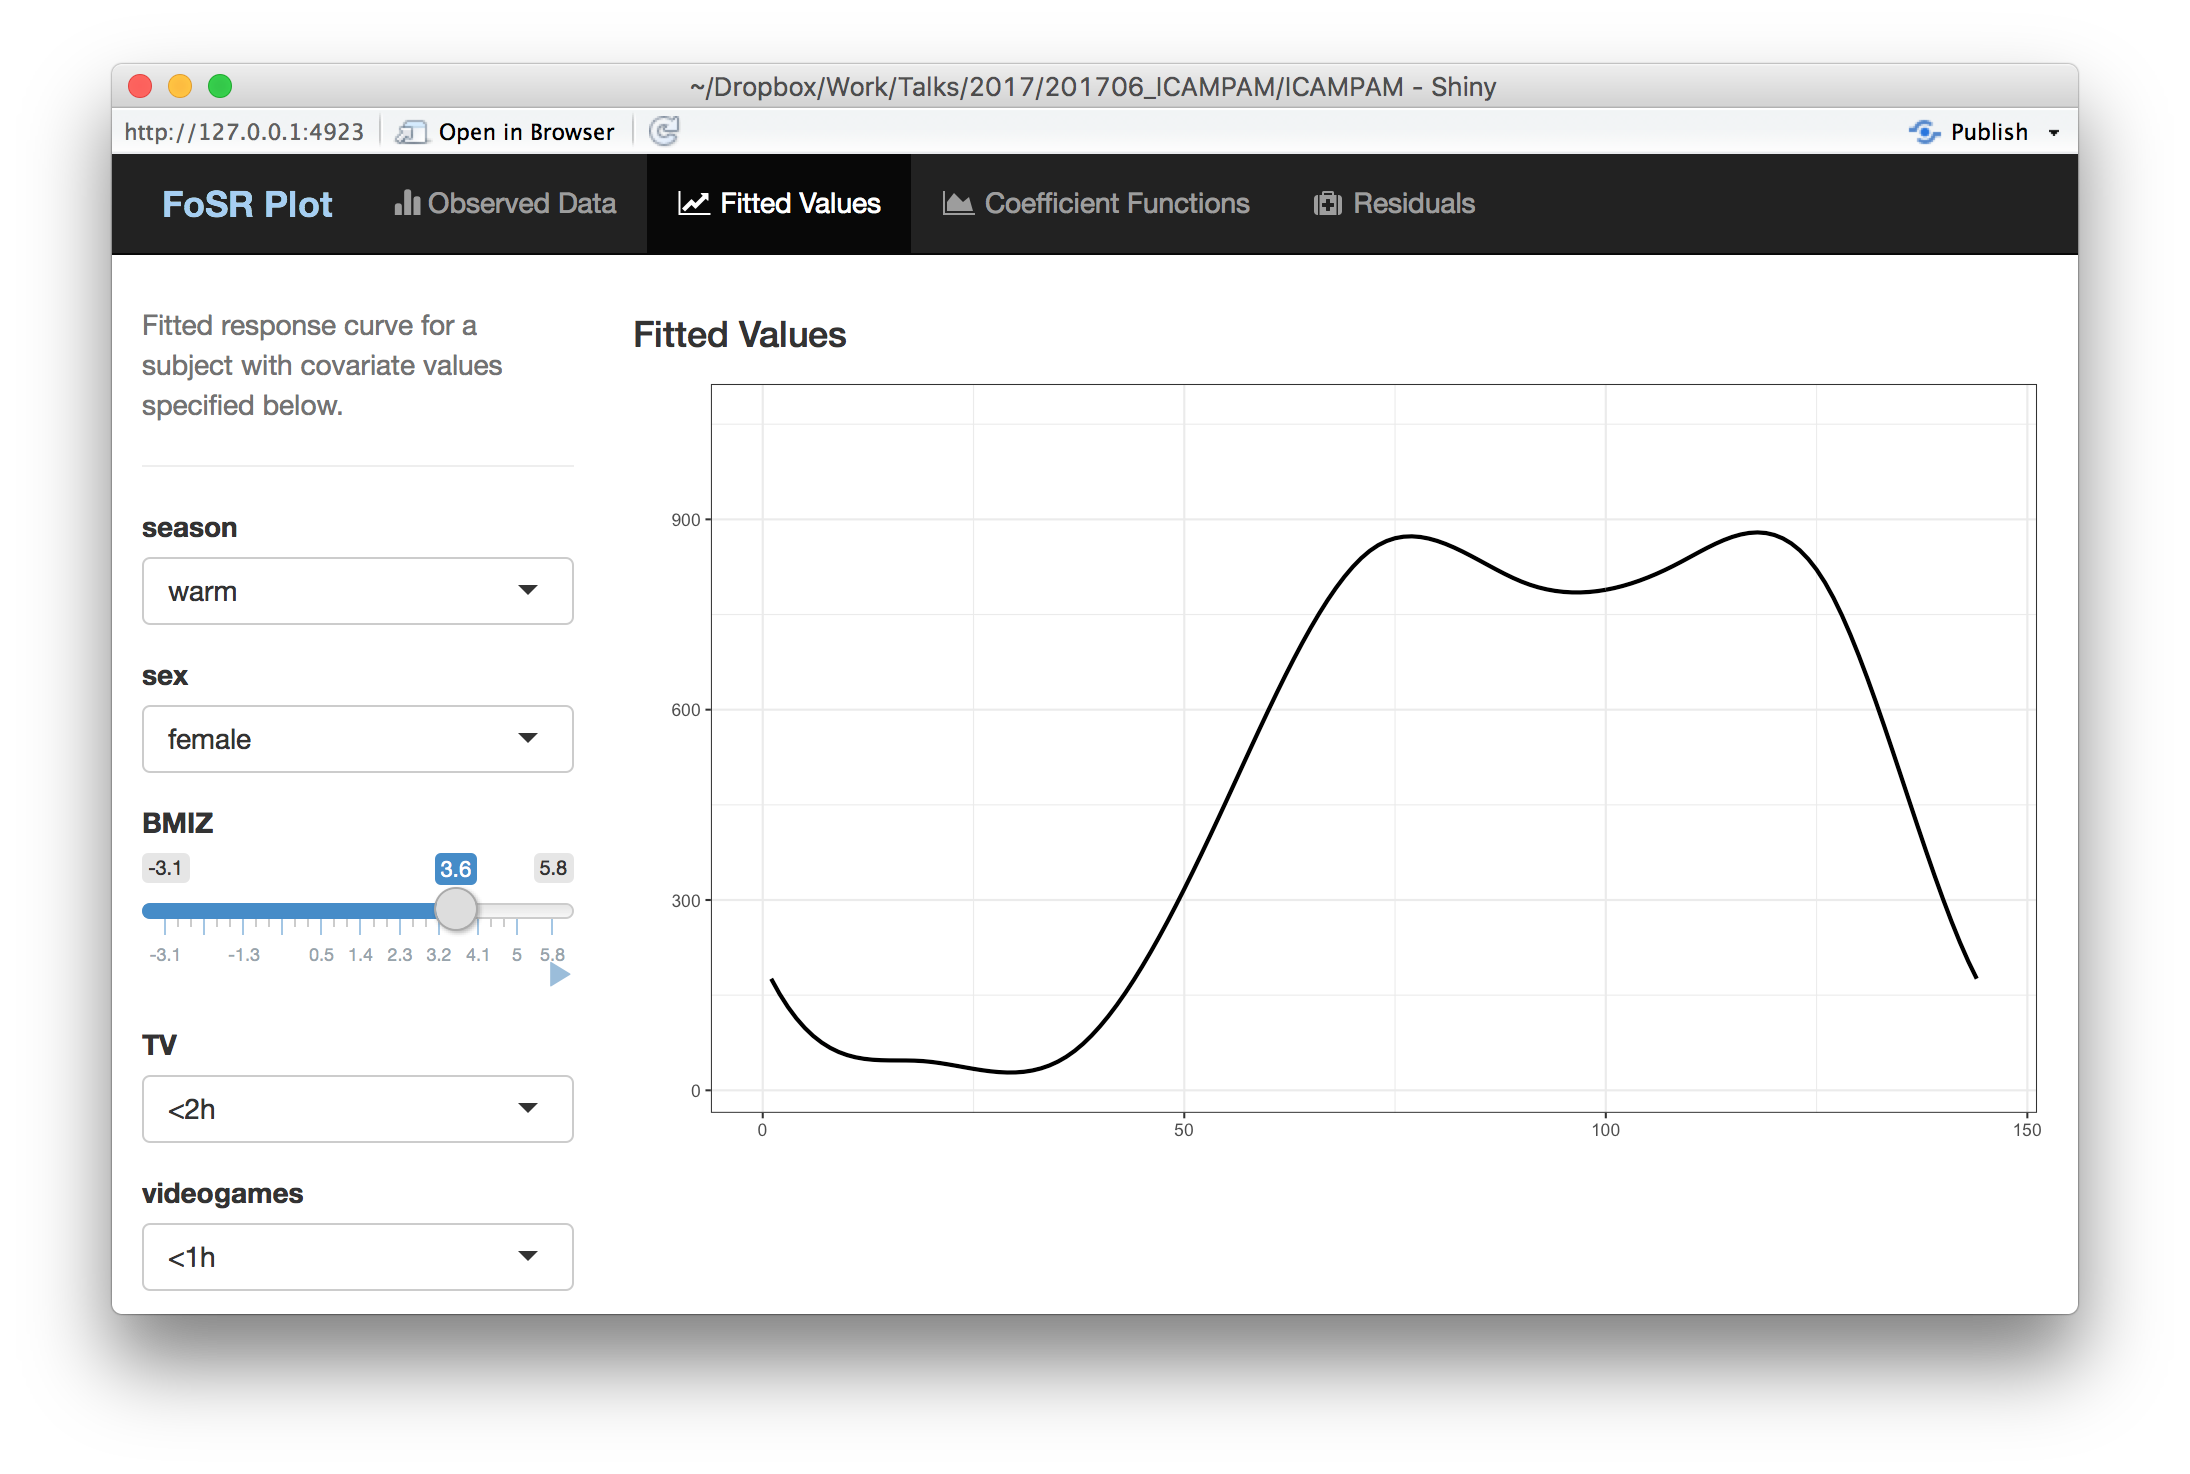 ~/Dropbox/Work/Talks/2017/201706_ICAMPAM/ICAMPAM - Shiny
http://127.0.0.1:4923 Open in Browser Publish
FoSR Plot Observed Data Fitted Values Coefficient Functions Residuals
Fitted response curve for a
subject with covariate values
specified below.
season
warm
sex
female
BMIZ
-3.1 3.6 5.8
-3.1 -1.3 0.5 1.4 2.3 3.2 4.1 5 5.8
TV
<2h
videogames
<1h
Fitted Values
900
600
300
0
0 50 100 150